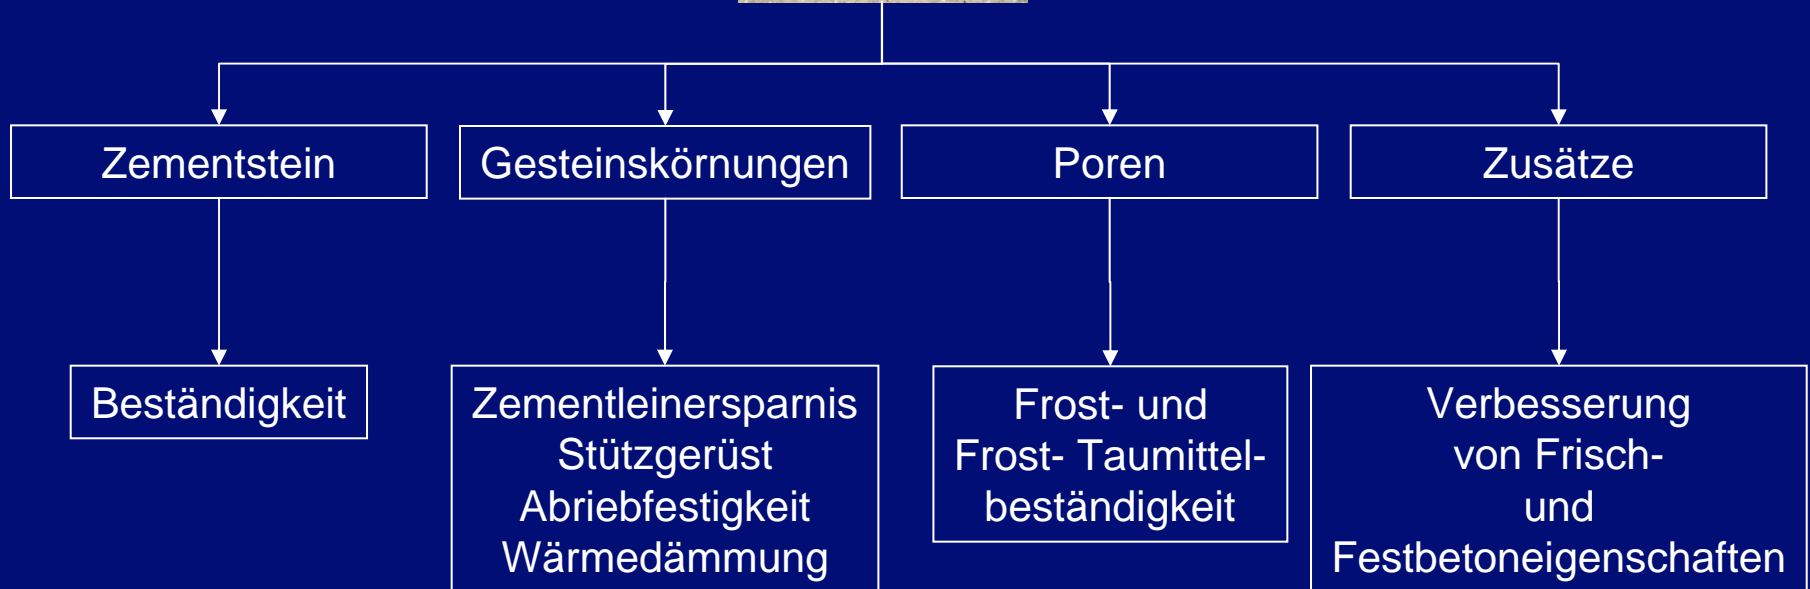 Zementstein
Gesteinskörnungen
Poren
Zusätze
Beständigkeit
Zementleinersparnis
Stützgerüst
Abriebfestigkeit
Wärmedämmung
Frost- und
Frost- Taumittel-
beständigkeit
Verbesserung
von Frisch-
und
Festbetoneigenschaften